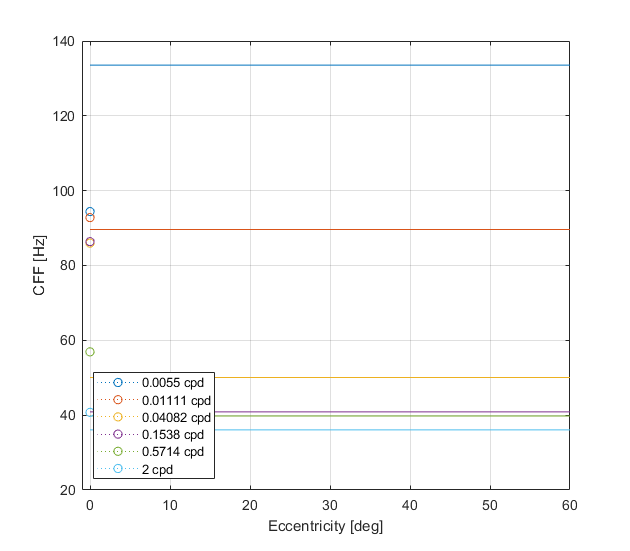 140
120
100
80
60
40
20
CFF [Hz]
0.0055 cpd
0.01111 cpd
0.04082 cpd
0.1538 cpd
0.5714 cpd
2 cpd
0 10 20 30 40 50 60
Eccentricity [deg]